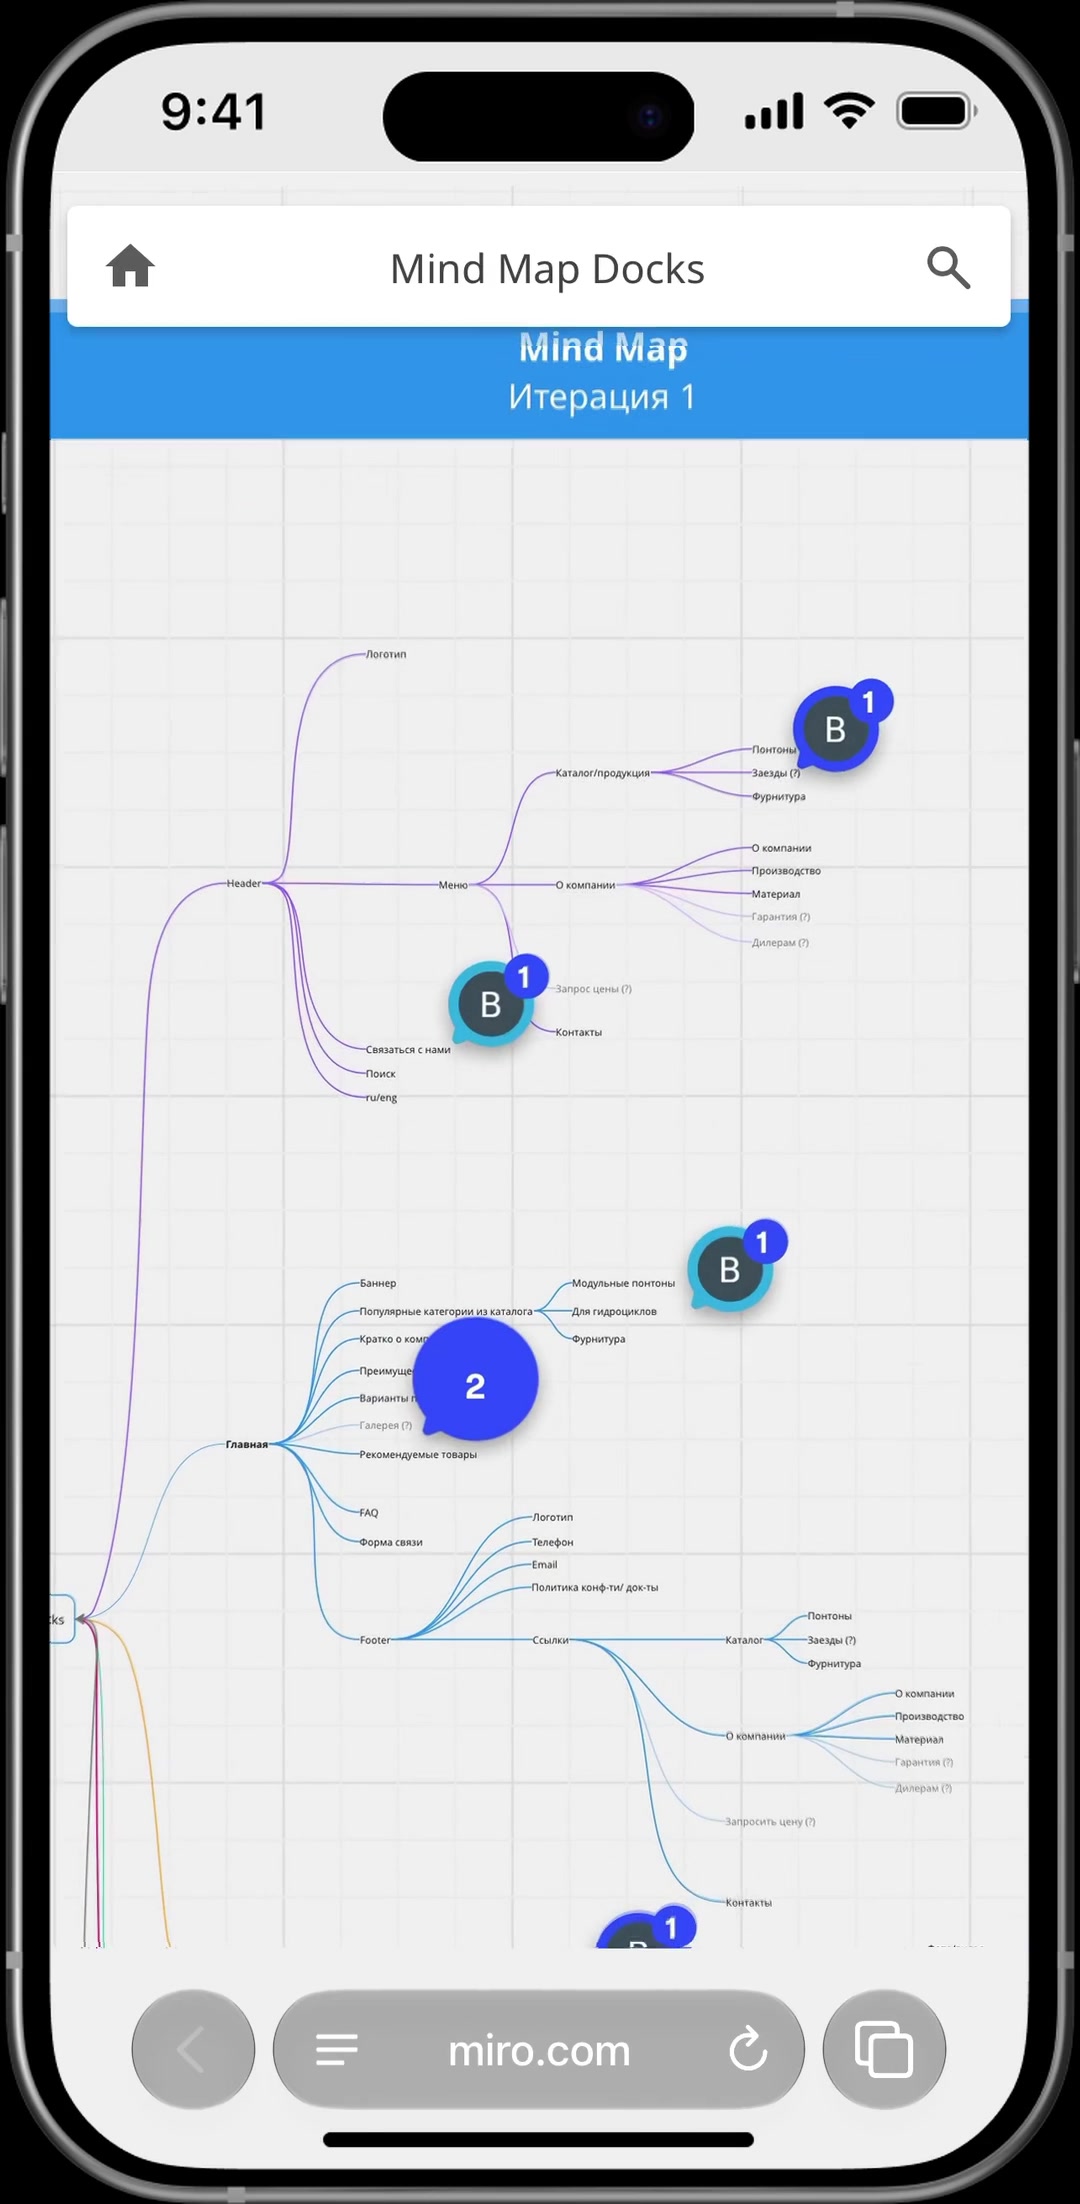 9:41
Mind Map Docks
Mind Map
Итерация 1
Логотип
B
1
Понтоны
Каталог/продукция
Заезды (?)
Фурнитура
О компании
Производство
Header
Меню
О компании
Материал
Гарантия (?)
Дилерам (?)
1
B
Запрос цены (?)
Контакты
Связаться с нами
Поиск
ru/eng
1
B
Баннер
Модульные понтоны
Популярные категории из каталога
Для гидроциклов
Кратко о
Фурнитура
2
Варианты
Галерея (?)
Главная
Рекомендуемые товары
FAQ
Логотип
Форма связи
Телефон
Email
Политика конф-ти/ док-ты
Понтоны
Footer
Ссылки
Каталог
Заезды (?)
Фурнитура
О компании
Производство
О компании
Материал
Гарантия (?)
Дилерам (?)
Запросить цену (?)
Контакты
1
miro.com